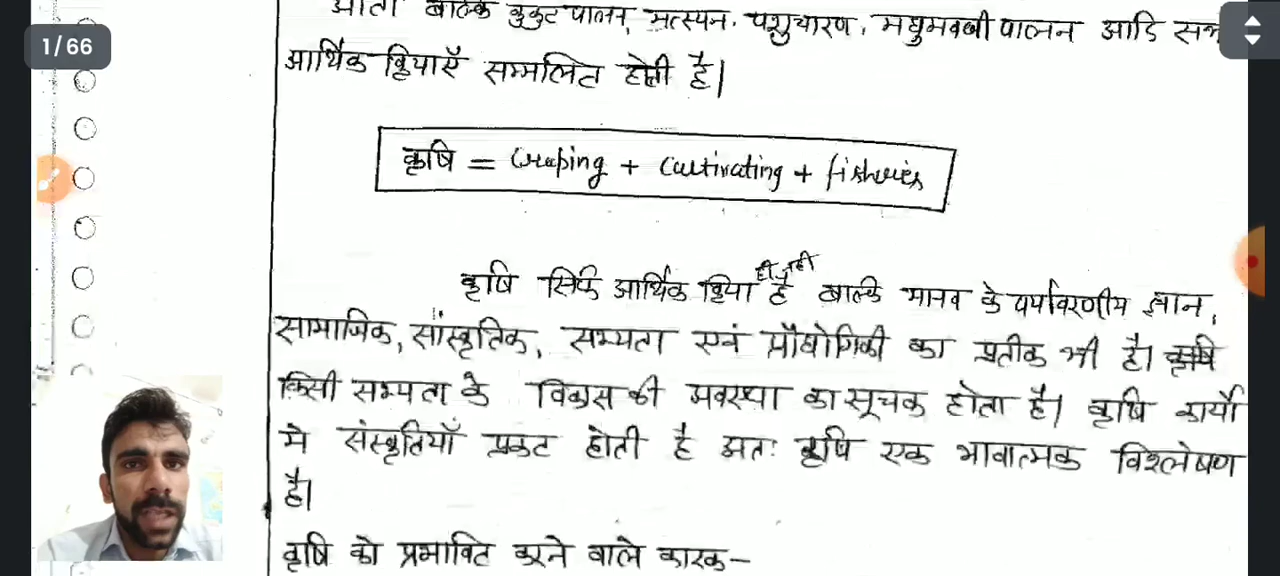 1/66
आता बल्कि कुकुट पालन, मत्स्यन, पशुचारण, मधुमक्खी पालन आदि सभी
आर्थिक क्रियाएँ सम्मलित होती है।
कृषि = Creaping + Cultivating + fisheries
ही नही
कृषि सिर्फ आर्थिक क्रिया है बल्कि मानव के पर्यावरणीय ज्ञान,
सामाजिक, सांस्कृतिक, सभ्यता एवं प्रौद्योगिकी का प्रतीक भी है। कृषि
किसी सभ्यता के विकास की अवस्था का सूचक होता है। कृषि कार्यो
मे संस्कृतियाँ प्रकट होती है अतः कृषि एक भावात्मक विश्लेषण
है।
कृषि को प्रभावित करने वाले कारक-